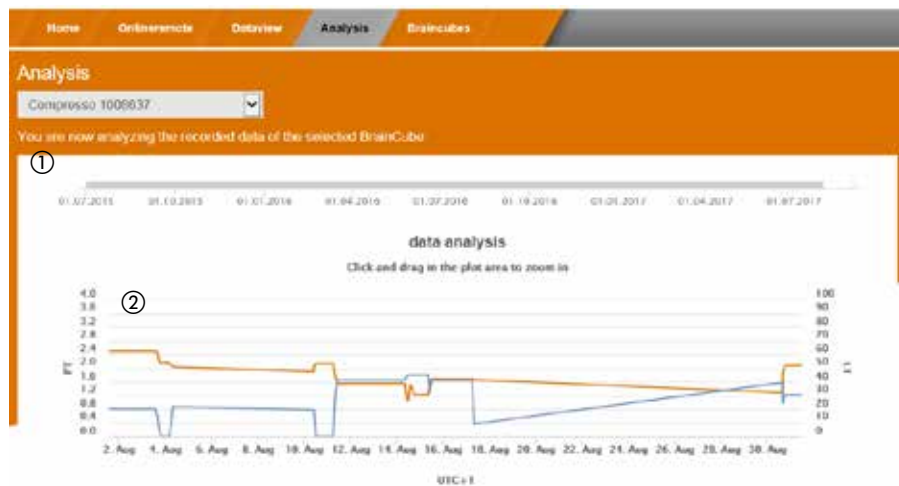 Home Onlineremote Dataview Analysis Braincubes
Analysis
Compresso 1008637
You are now analyzing the recorded data of the selected BrainCube
①
01.07.2015 01.10.2015 01.01.2016 01.04.2016 01.07.2016 01.10.2016 01.01.2017 01.04.2017 01.07.2017
data analysis
Click and drag in the plot area to zoom in
②
4.0 100
3.6 90
3.2 80
2.8 70
2.4 60
2.0 50
1.6 40
1.2 30
0.8 20
0.4 10
0.0 0
PT
2. Aug 4. Aug 6. Aug 8. Aug 10. Aug 12. Aug 14. Aug 16. Aug 18. Aug 20. Aug 22. Aug 24. Aug 26. Aug 28. Aug 30. Aug
UTC+1